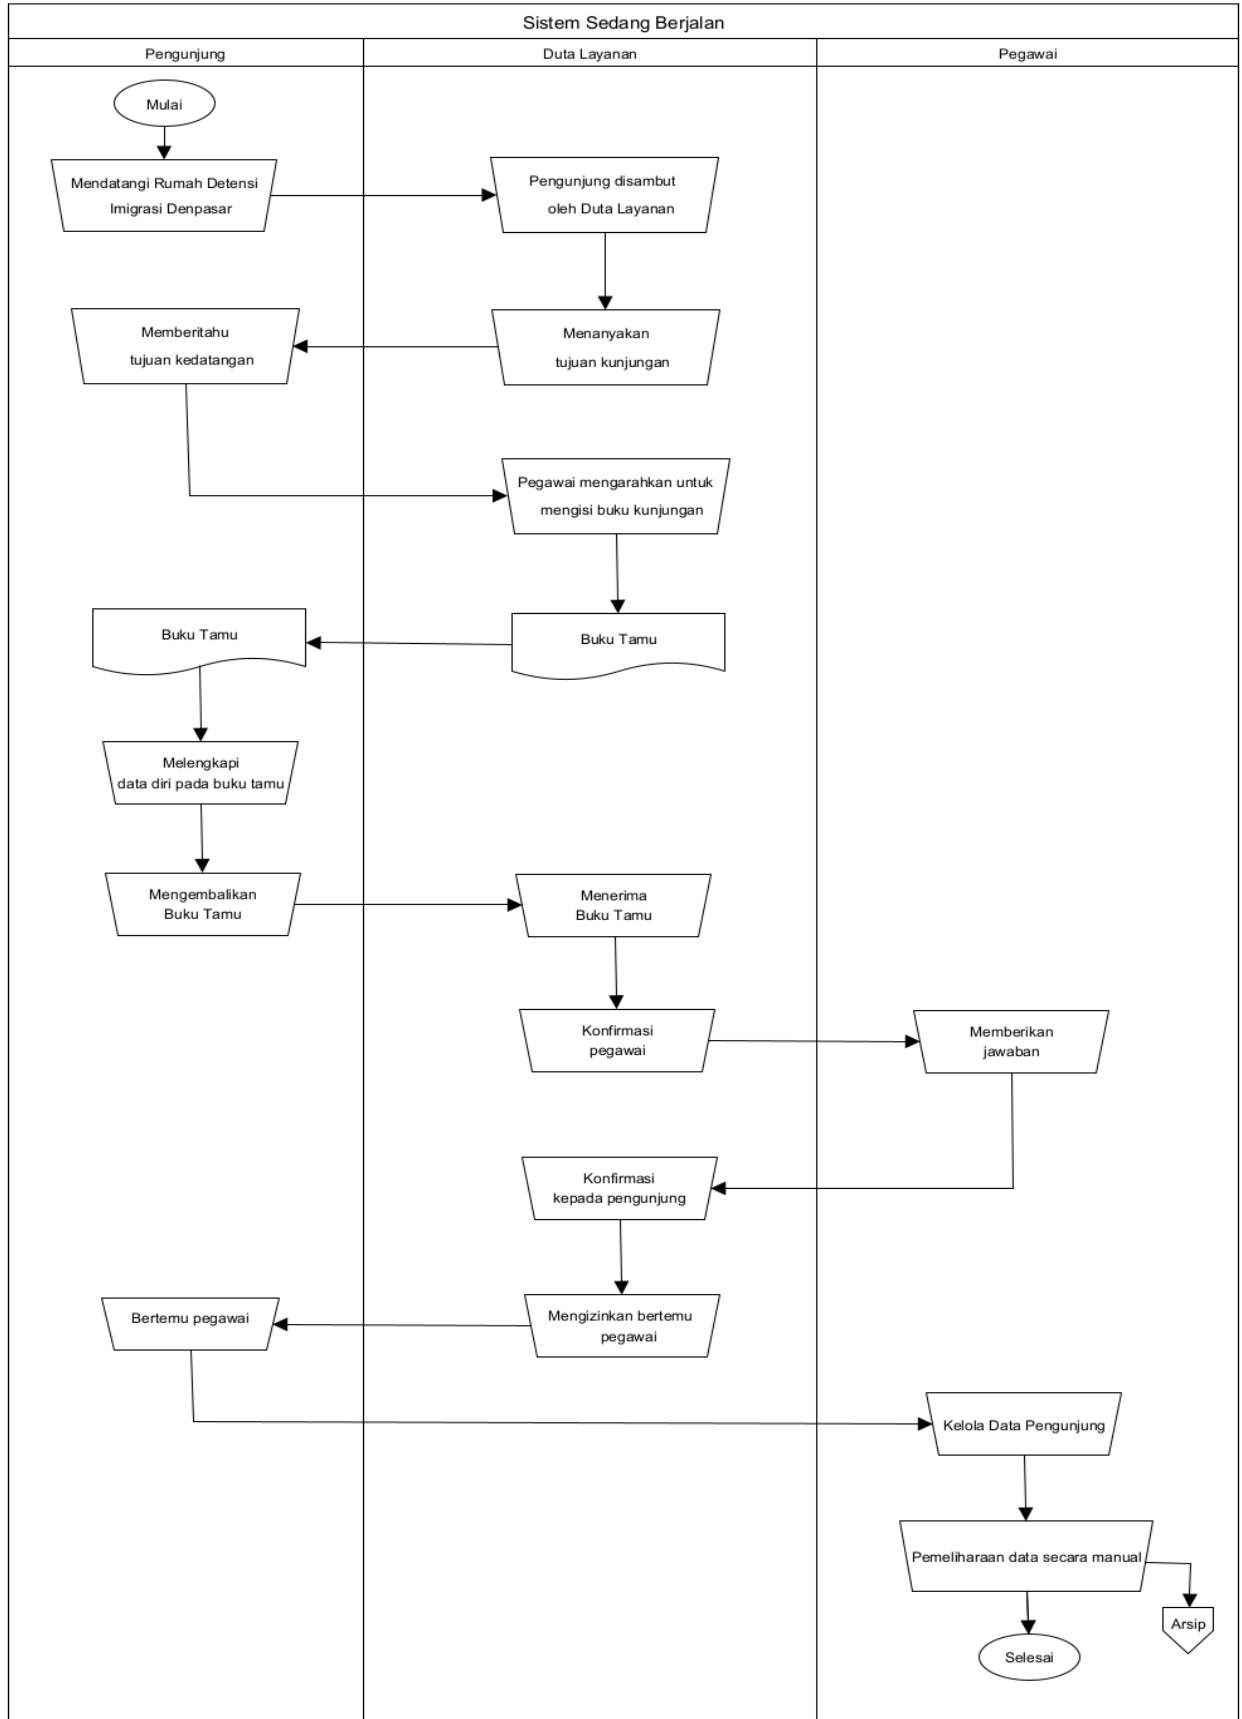 Sistem Sedang Berjalan
Pengunjung
Duta Layanan
Pegawai
Mulai
Mendatangi Rumah Detensi
Imigrasi Denpasar
Pengunjung disambut
oleh Duta Layanan
Menanyakan
tujuan kunjungan
Memberitahu
tujuan kedatangan
Pegawai mengarahkan untuk
mengisi buku kunjungan
Buku Tamu
Buku Tamu
Melengkapi
data diri pada buku tamu
Mengembalikan
Buku Tamu
Menerima
Buku Tamu
Konfirmasi
pegawai
Memberikan
jawaban
Konfirmasi
kepada pengunjung
Mengizinkan bertemu
pegawai
Bertemu pegawai
Kelola Data Pengunjung
Pemeliharaan data secara manual
Arsip
Selesai